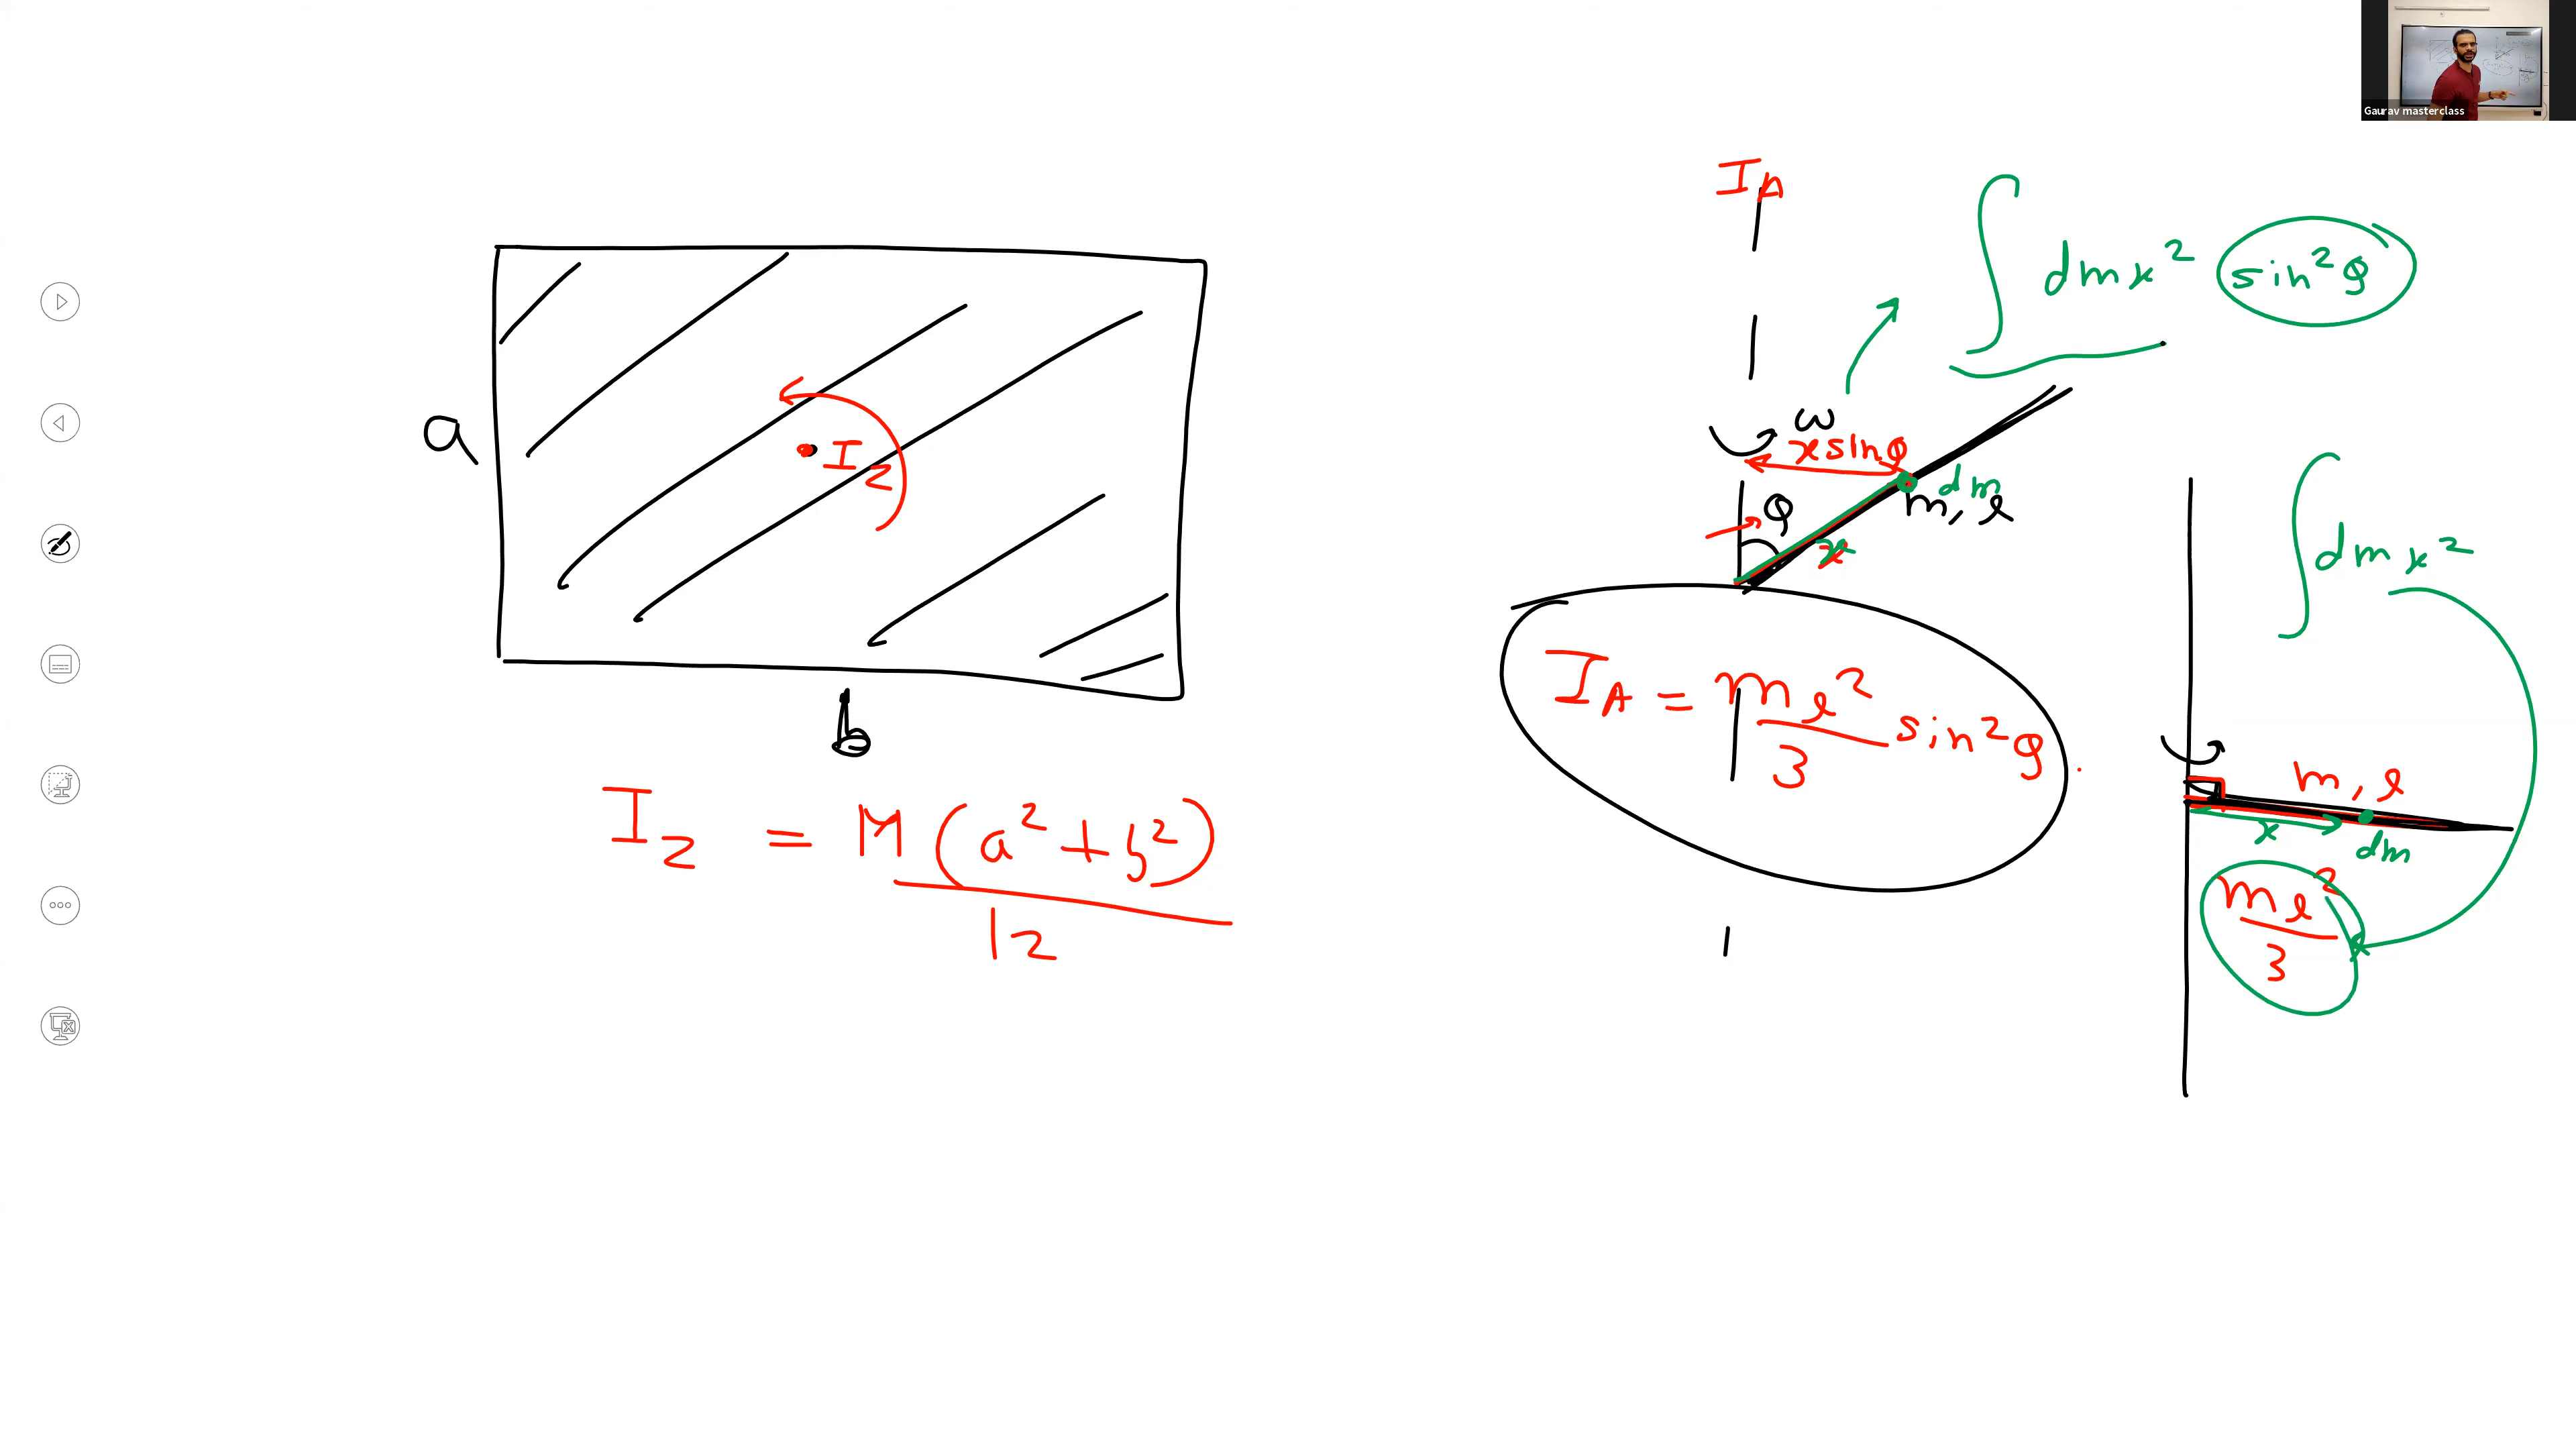 Gaurav masterclass
a
I_z
b
I_z = M(a² + b²)/12
I_A
∫ dm x² sin²θ
ω
x sinθ
θ
dm
m, l
x
I_A = ml²/3 sin²θ.
∫ dm x²
m, l
x
dm
ml²/3